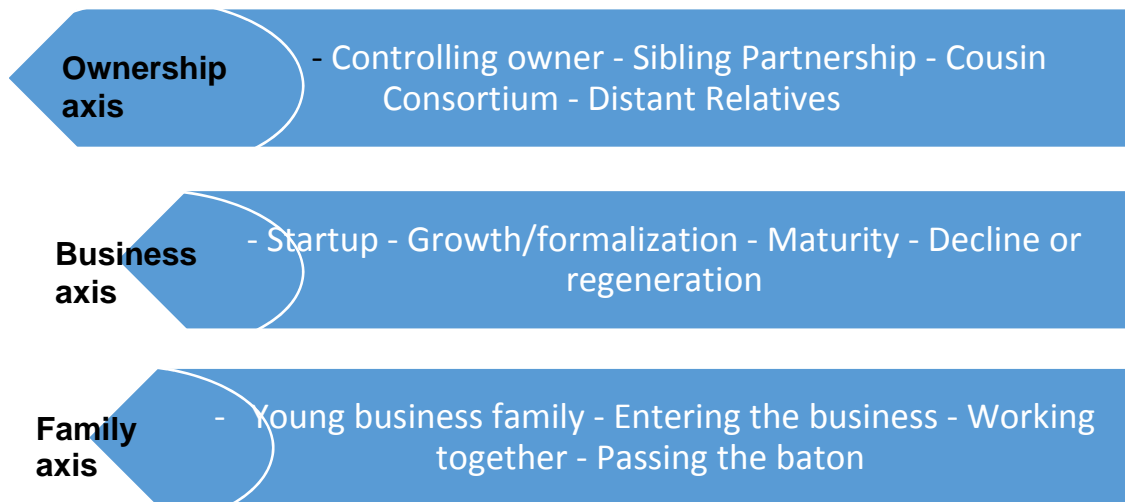 Ownership
axis
- Controlling owner - Sibling Partnership - Cousin
Consortium - Distant Relatives
Business
axis
- Startup - Growth/formalization - Maturity - Decline or
regeneration
Family
axis
- Young business family - Entering the business - Working
together - Passing the baton